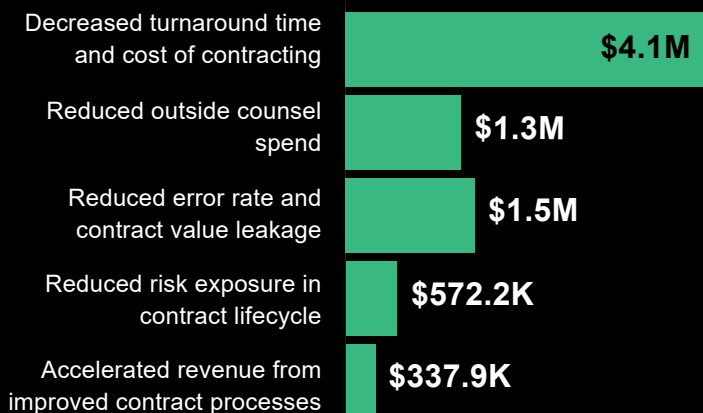 Decreased turnaround time
and cost of contracting
$4.1M
Reduced outside counsel
spend
$1.3M
Reduced error rate and
contract value leakage
$1.5M
Reduced risk exposure in
contract lifecycle
$572.2K
Accelerated revenue from
improved contract processes
$337.9K